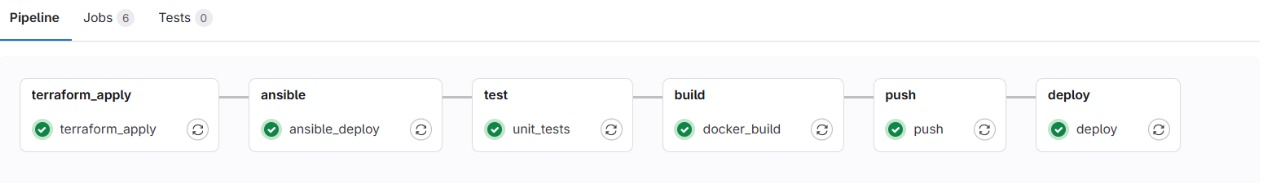 Pipeline Jobs 6 Tests 0
terraform_apply ansible test build push deploy
terraform_apply ansible_deploy unit_tests docker_build push deploy